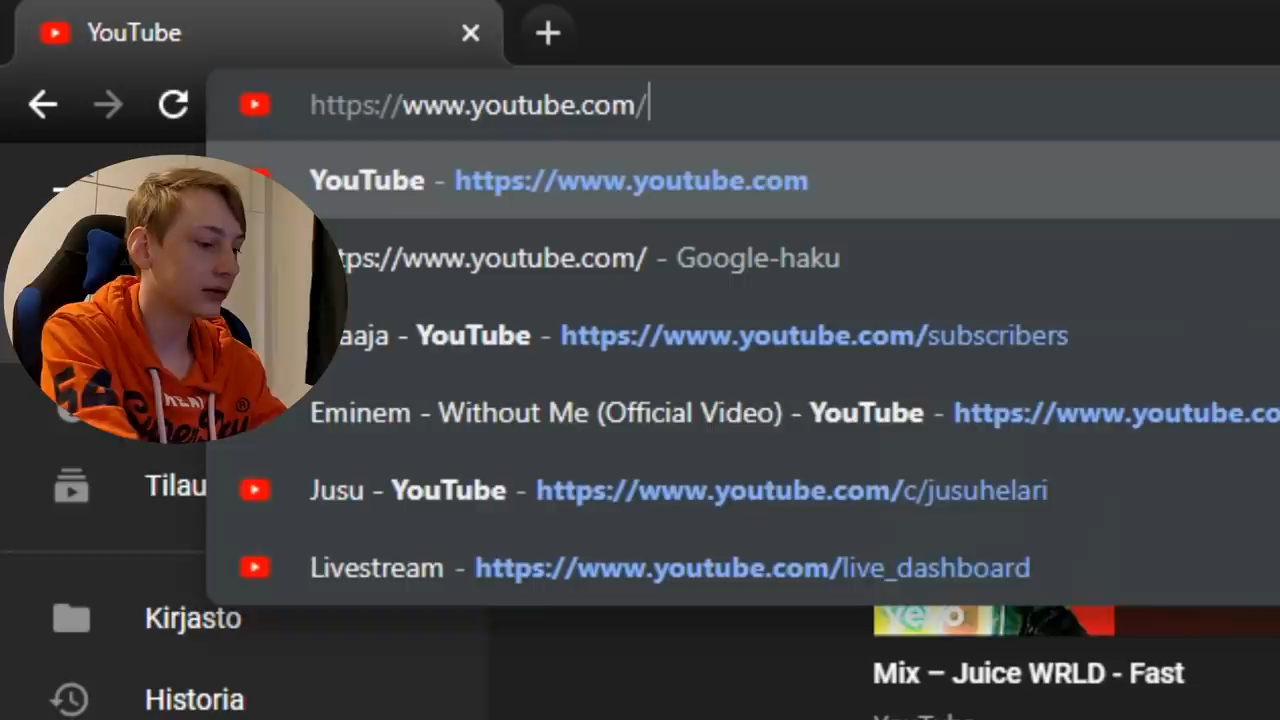 YouTube
https://www.youtube.com/
YouTube - https://www.youtube.com
tps://www.youtube.com/ - Google-haku
aaja - YouTube - https://www.youtube.com/subscribers
Eminem - Without Me (Official Video) - YouTube - https://www.youtube.co
Jusu - YouTube - https://www.youtube.com/c/jusuhelari
Livestream - https://www.youtube.com/live_dashboard
Tilau
Kirjasto
Historia
Mix – Juice WRLD - Fast